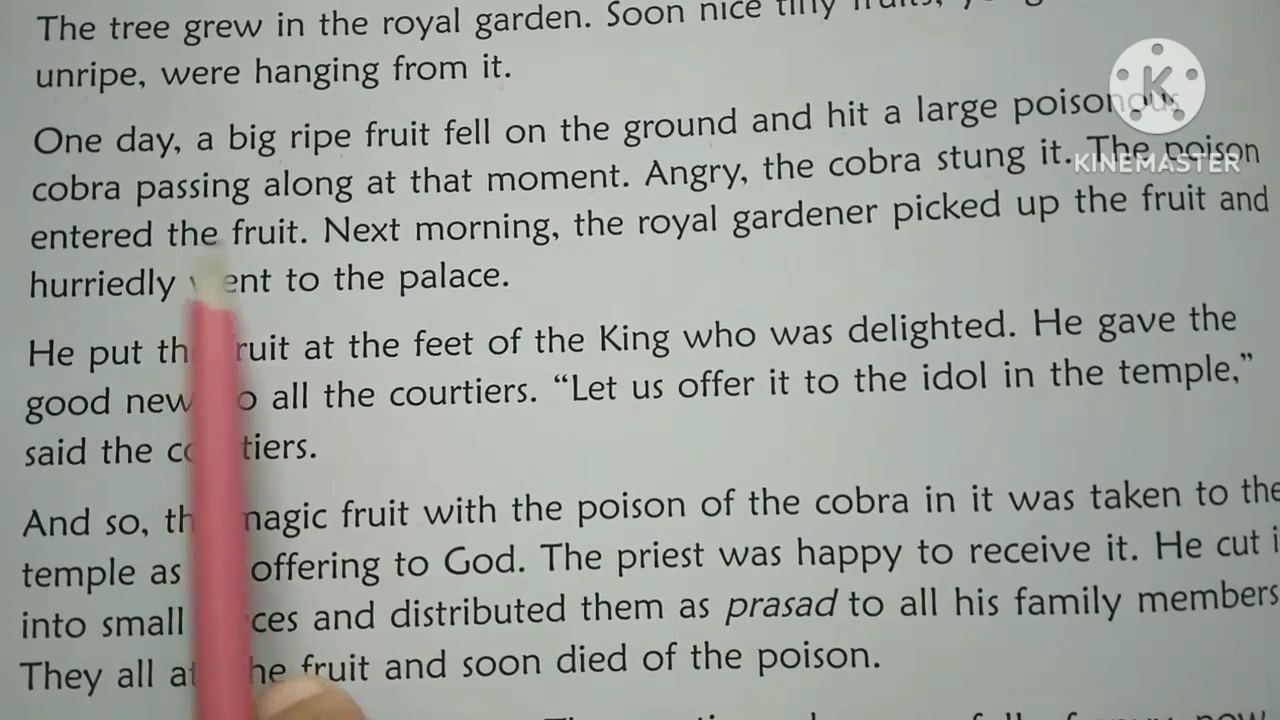 The tree grew in the royal garden. Soon nice tiny fruits,
unripe, were hanging from it.
One day, a big ripe fruit fell on the ground and hit a large poisonous
cobra passing along at that moment. Angry, the cobra stung it. The poison
entered the fruit. Next morning, the royal gardener picked up the fruit and
hurriedly went to the palace.
He put the fruit at the feet of the King who was delighted. He gave the
good news to all the courtiers. “Let us offer it to the idol in the temple,”
said the courtiers.
And so, the magic fruit with the poison of the cobra in it was taken to the
temple as offering to God. The priest was happy to receive it. He cut
into small pieces and distributed them as prasad to all his family members
They all ate the fruit and soon died of the poison.
K
KINEMASTER